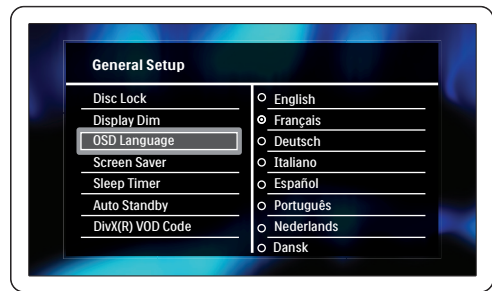 General Setup
Disc Lock
Display Dim
OSD Language
Screen Saver
Sleep Timer
Auto Standby
DivX(R) VOD Code
English
Français
Deutsch
Italiano
Español
Português
Nederlands
Dansk